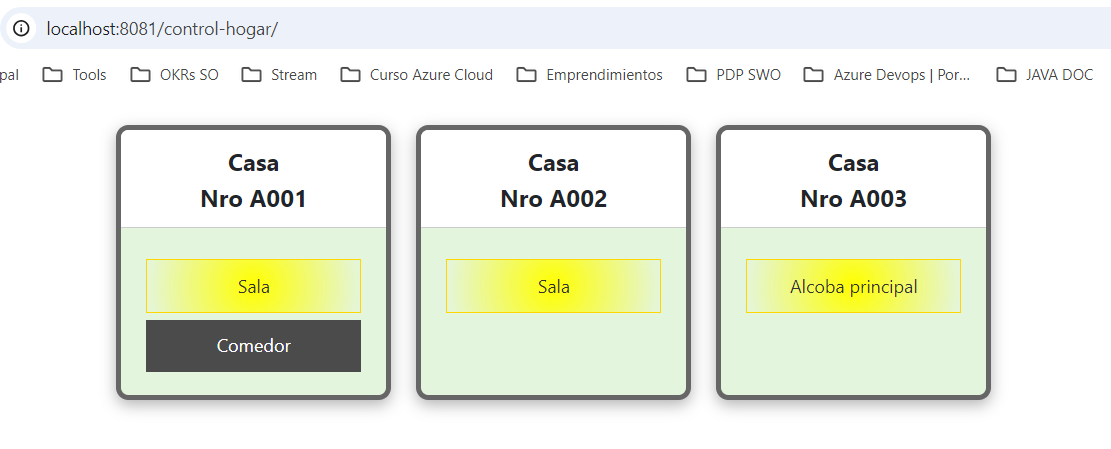 localhost:8081/control-hogar/
pal Tools OKRs SO Stream Curso Azure Cloud Emprendimientos PDP SWO Azure Devops | Por... JAVA DOC
Casa
Nro A001
Sala
Comedor
Casa
Nro A002
Sala
Casa
Nro A003
Alcoba principal